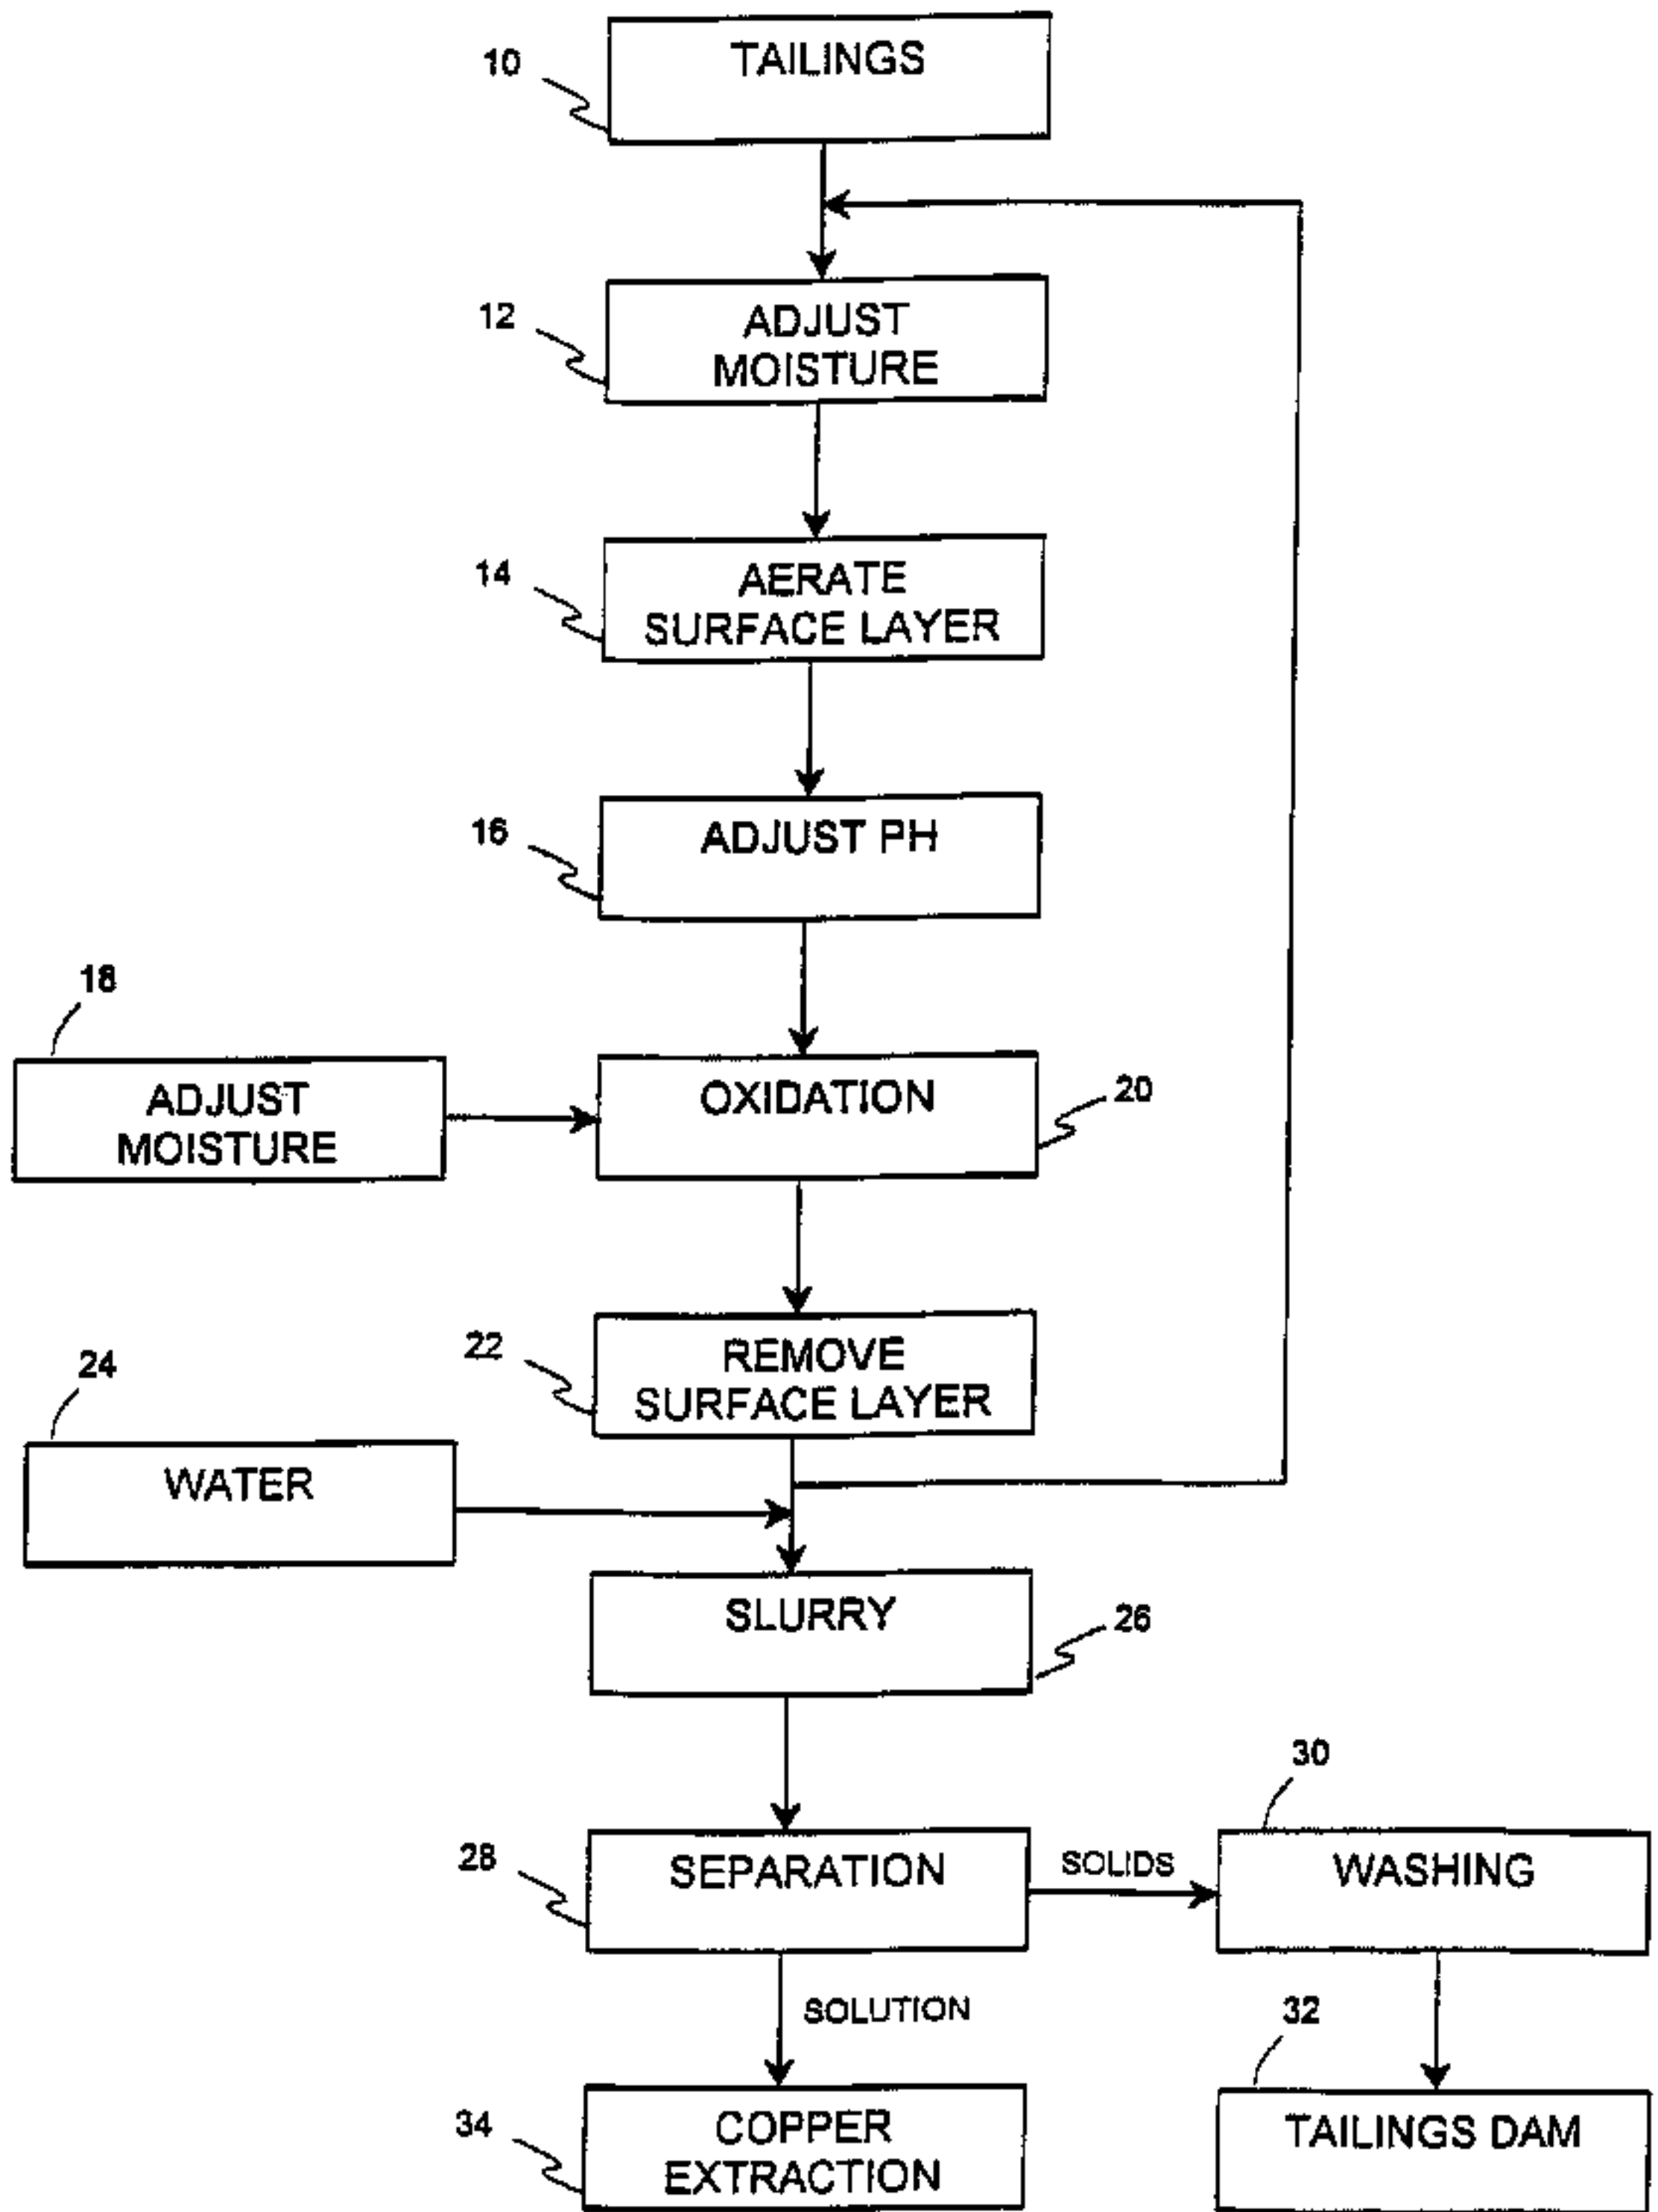 TAILINGS
10
12
ADJUST
MOISTURE
14
AERATE
SURFACE LAYER
16
ADJUST PH
18
ADJUST
MOISTURE
OXIDATION
20
22
REMOVE
SURFACE LAYER
24
WATER
SLURRY
26
28
SEPARATION
SOLIDS
30
WASHING
SOLUTION
32
TAILINGS DAM
34
COPPER
EXTRACTION